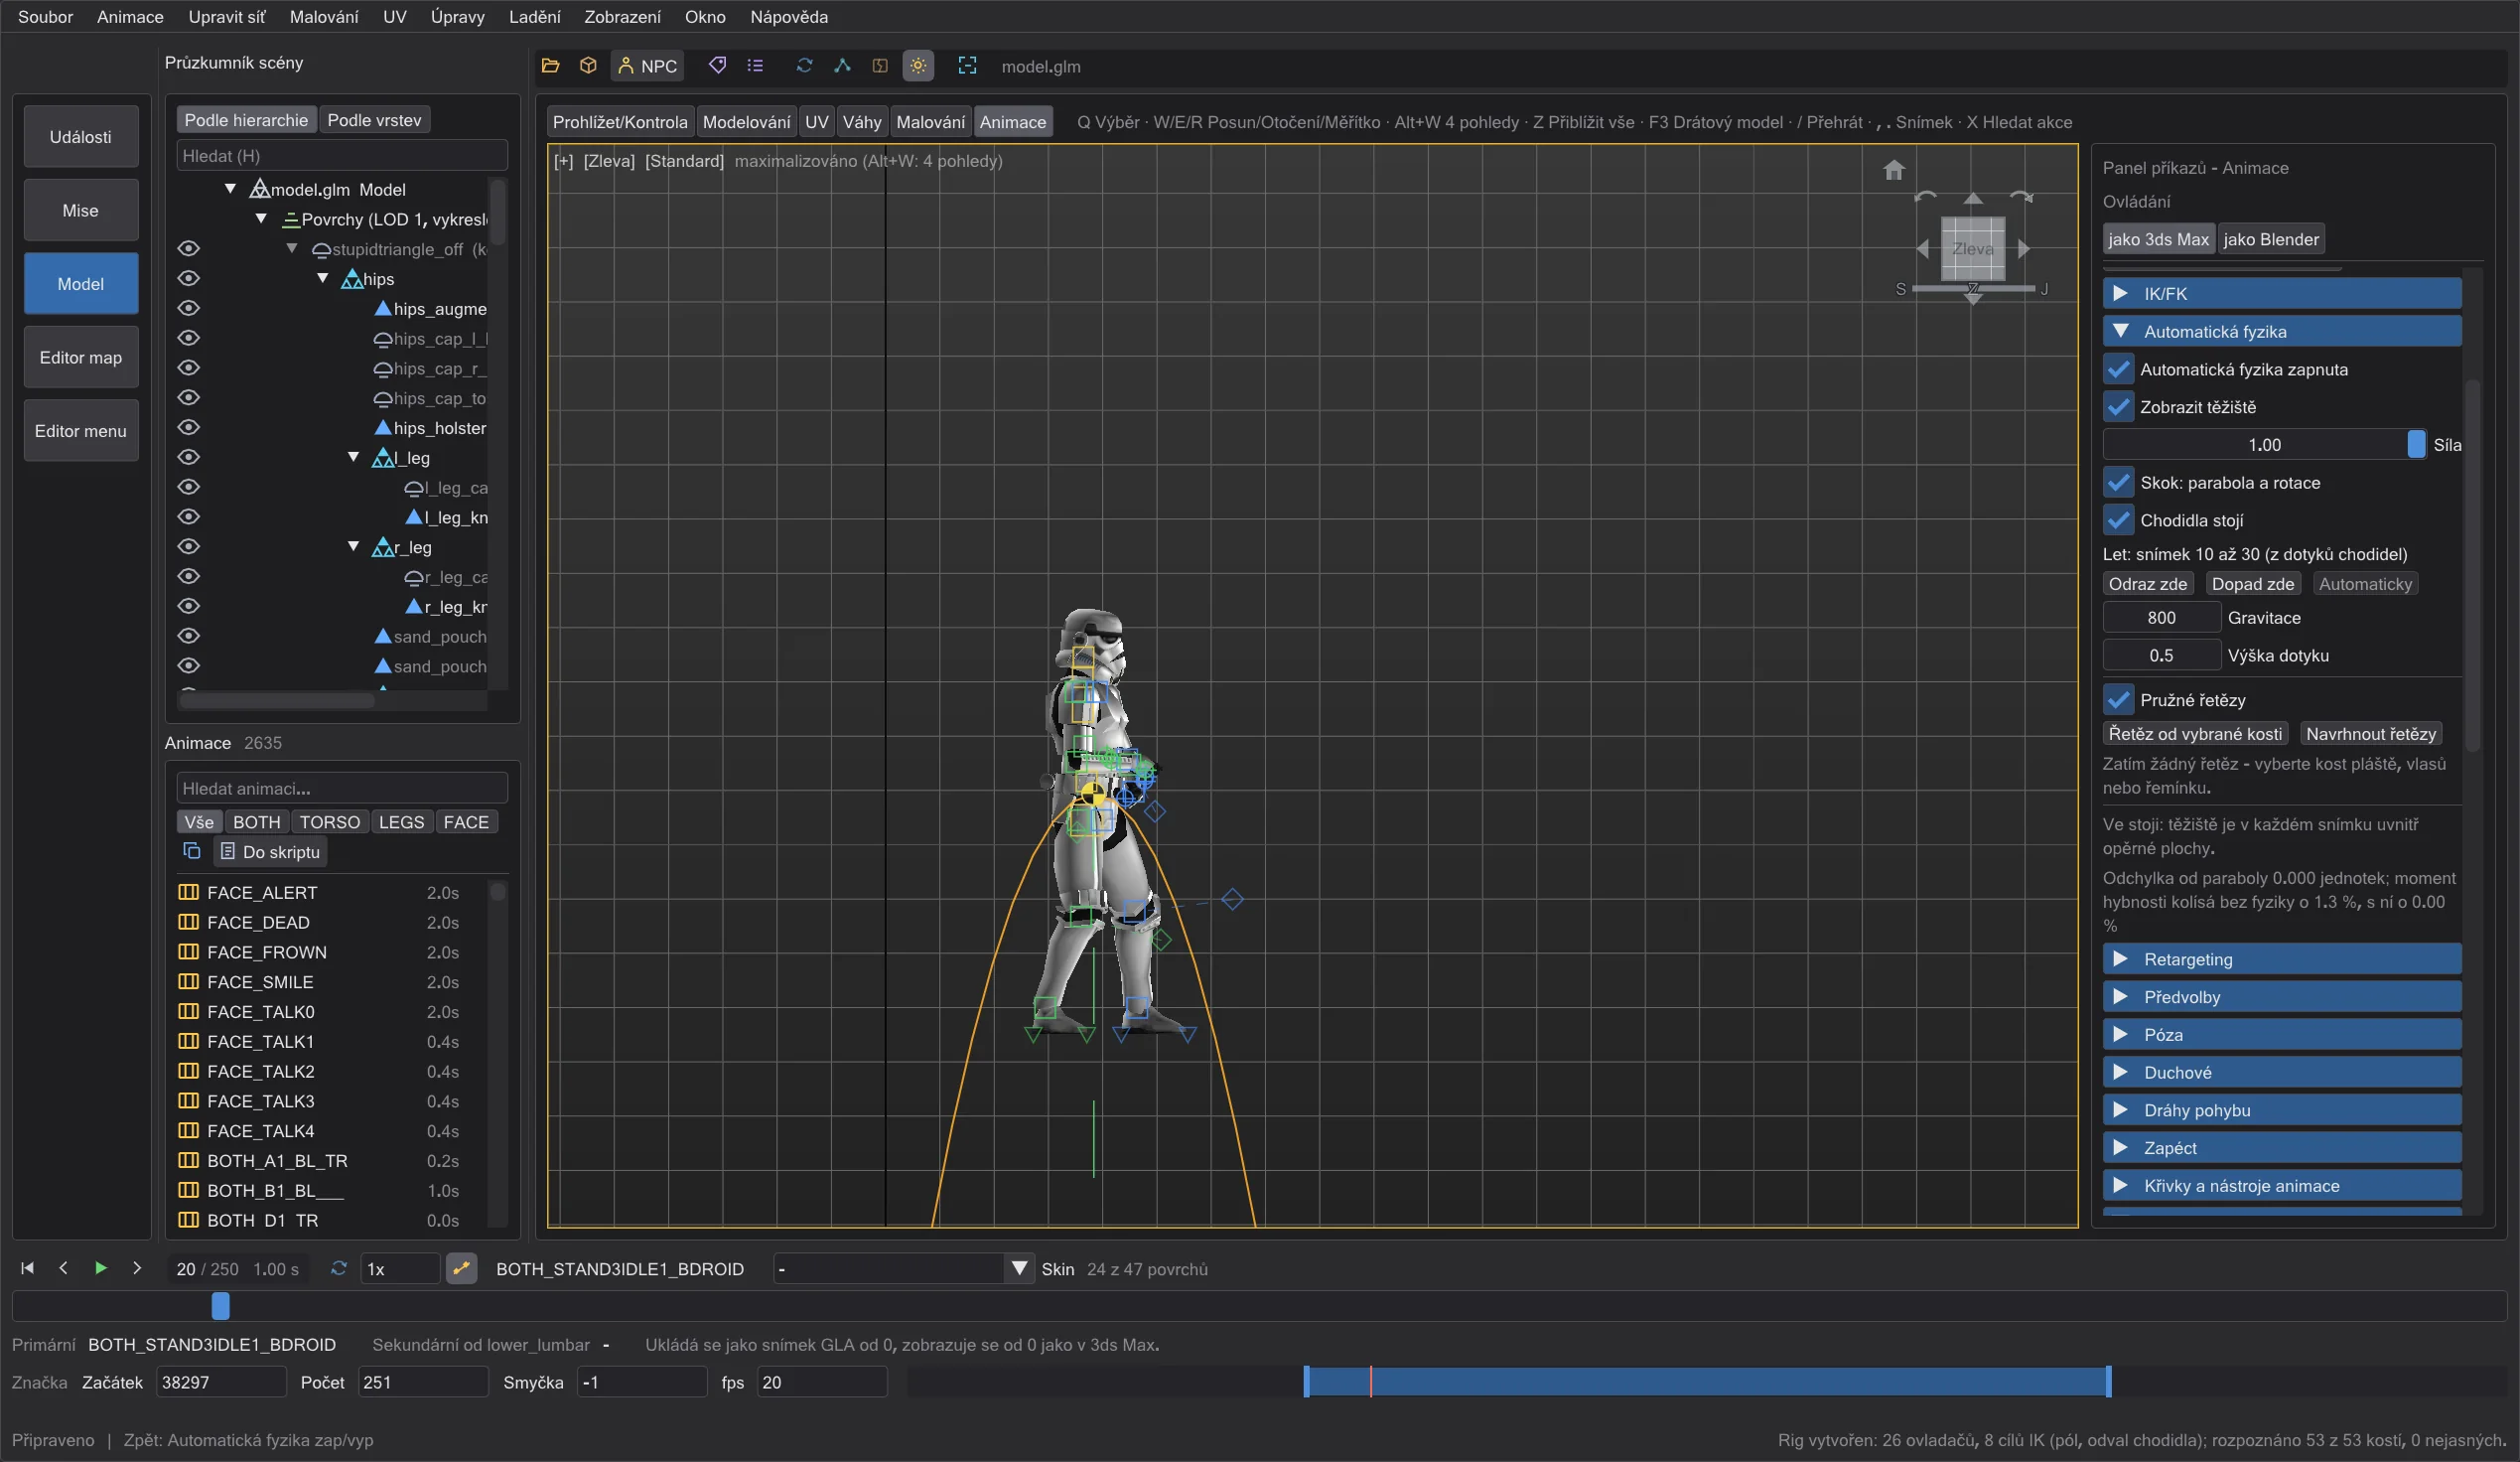 Soubor Animace Upravit síť Malování UV Úpravy Ladění Zobrazení Okno Nápověda
Průzkumník scény
NPC model.glm
Události
Mise
Model
Editor map
Editor menu
Podle hierarchie Podle vrstev
Hledat (H)
model.glm Model
Povrchy (LOD 1, vykresl
stupidtriangle_off (k
hips
hips_augme
hips_cap_l_l
hips_cap_r_
hips_cap_to
hips_holster
l_leg
l_leg_ca
l_leg_kn
r_leg
r_leg_ca
r_leg_kr
sand_pouch
sand_pouch
Animace 2635
Hledat animaci...
Vše BOTH TORSO LEGS FACE
Do skriptu
FACE_ALERT 2.0s
FACE_DEAD 2.0s
FACE_FROWN 2.0s
FACE_SMILE 2.0s
FACE_TALK0 2.0s
FACE_TALK1 0.4s
FACE_TALK2 0.4s
FACE_TALK3 0.4s
FACE_TALK4 0.4s
BOTH_A1_BL_TR 0.2s
BOTH_B1_BL___ 1.0s
BOTH_D1_TR 0.0s
Prohlížet/Kontrola Modelování UV Váhy Malování Animace Q Výběr · W/E/R Posun/Otočení/Měřítko · Alt+W 4 pohledy · Z Přiblížit vše · F3 Drátový model · / Přehrát · , . Snímek · X Hledat akce
[+] [Zleva] [Standard] maximalizováno (Alt+W: 4 pohledy)
Zleva
S Z J
Panel příkazů - Animace
Ovládání
jako 3ds Max jako Blender
IK/FK
Automatická fyzika
Automatická fyzika zapnuta
Zobrazit těžiště
1.00 Síla
Skok: parabola a rotace
Chodidla stojí
Let: snímek 10 až 30 (z dotyků chodidel)
Odraz zde Dopad zde Automaticky
800 Gravitace
0.5 Výška dotyku
Pružné řetězy
Řetěz od vybrané kosti Navrhnout řetězy
Zatím žádný řetěz - vyberte kost pláště, vlasů
nebo řemínku.
Ve stoji: těžiště je v každém snímku uvnitř
opěrné plochy.
Odchylka od paraboly 0.000 jednotek; moment
hybnosti kolísá bez fyziky o 1.3 %, s ní o 0.00
%
Retargeting
Předvolby
Póza
Duchové
Dráhy pohybu
Zapéct
Křivky a nástroje animace
20 / 250 1.00 s 1x BOTH_STAND3IDLE1_BDROID - Skin 24 z 47 povrchů
Primární BOTH_STAND3IDLE1_BDROID Sekundární od lower_lumbar - Ukládá se jako snímek GLA od 0, zobrazuje se od 0 jako v 3ds Max.
Značka Začátek 38297 Počet 251 Smyčka -1 fps 20
Připraveno | Zpět: Automatická fyzika zap/vyp
Rig vytvořen: 26 ovladačů, 8 cílů IK (pól, odval chodidla); rozpoznáno 53 z 53 kostí, 0 nejasných.